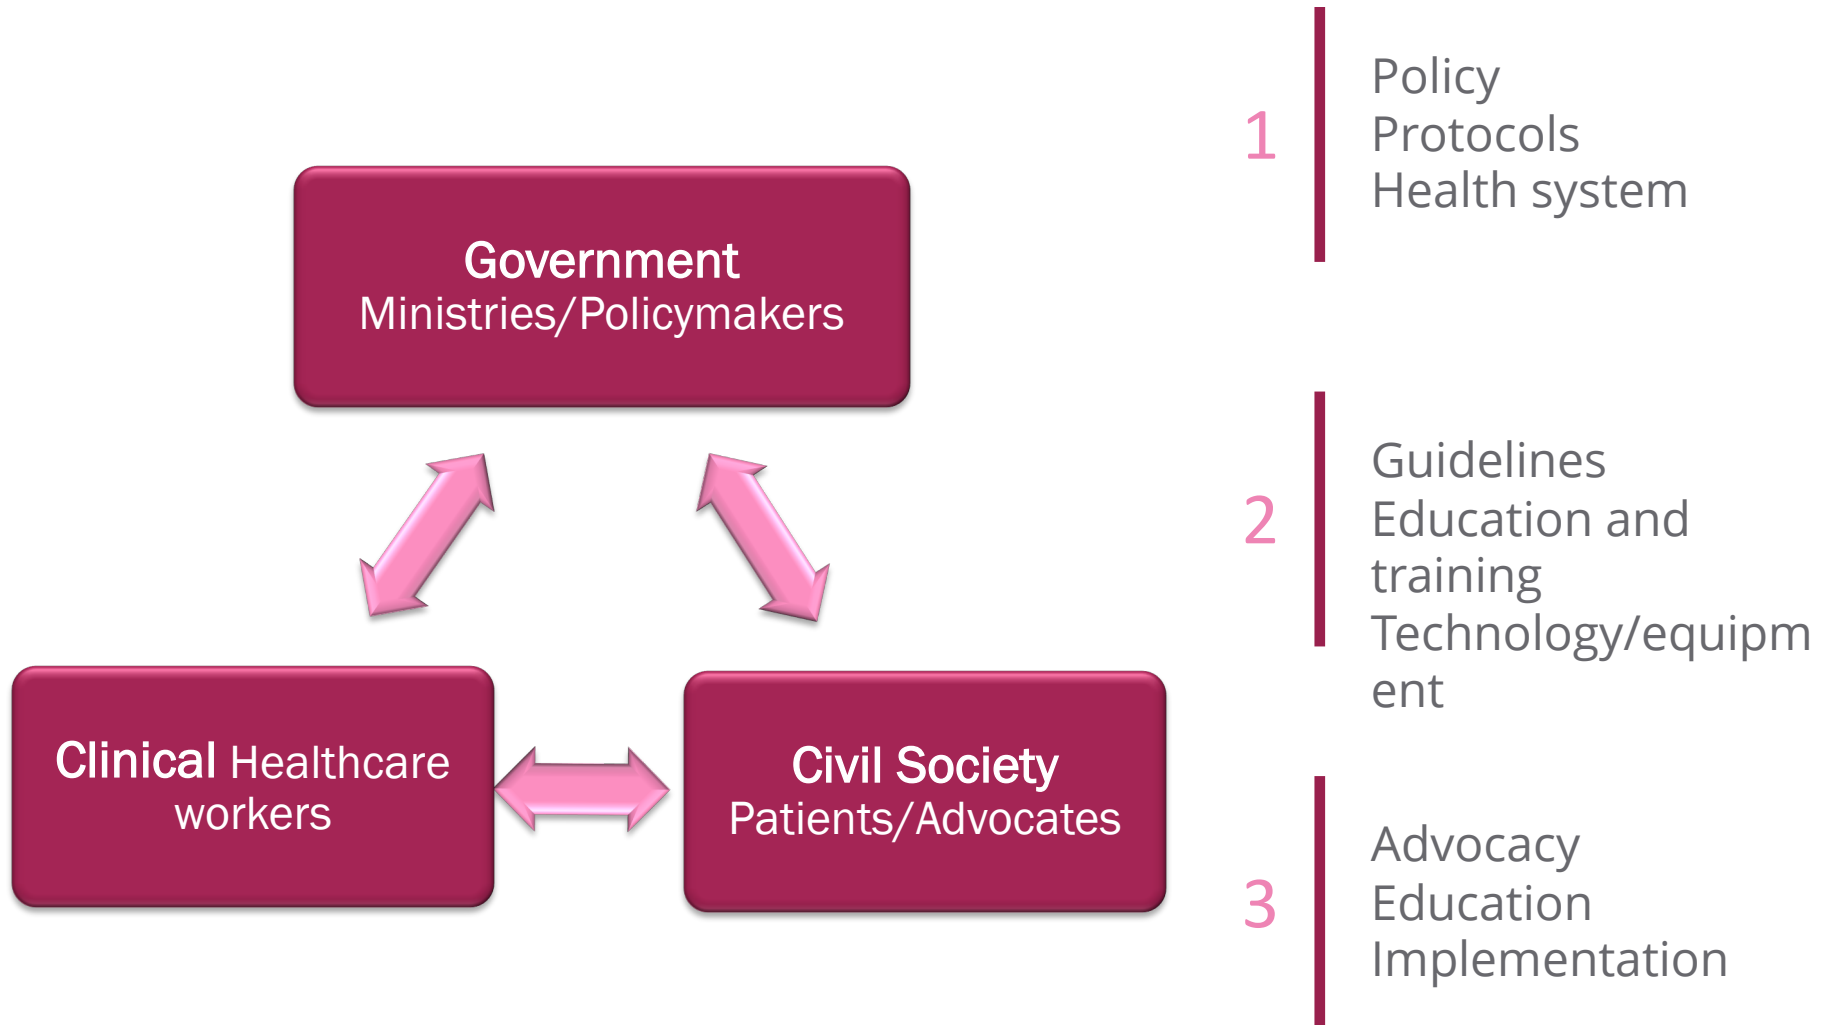 Government
Ministries/Policymakers
Clinical Healthcare
workers
Civil Society
Patients/Advocates
1
Policy
Protocols
Health system
2
Guidelines
Education and
training
Technology/equipm
ent
3
Advocacy
Education
Implementation